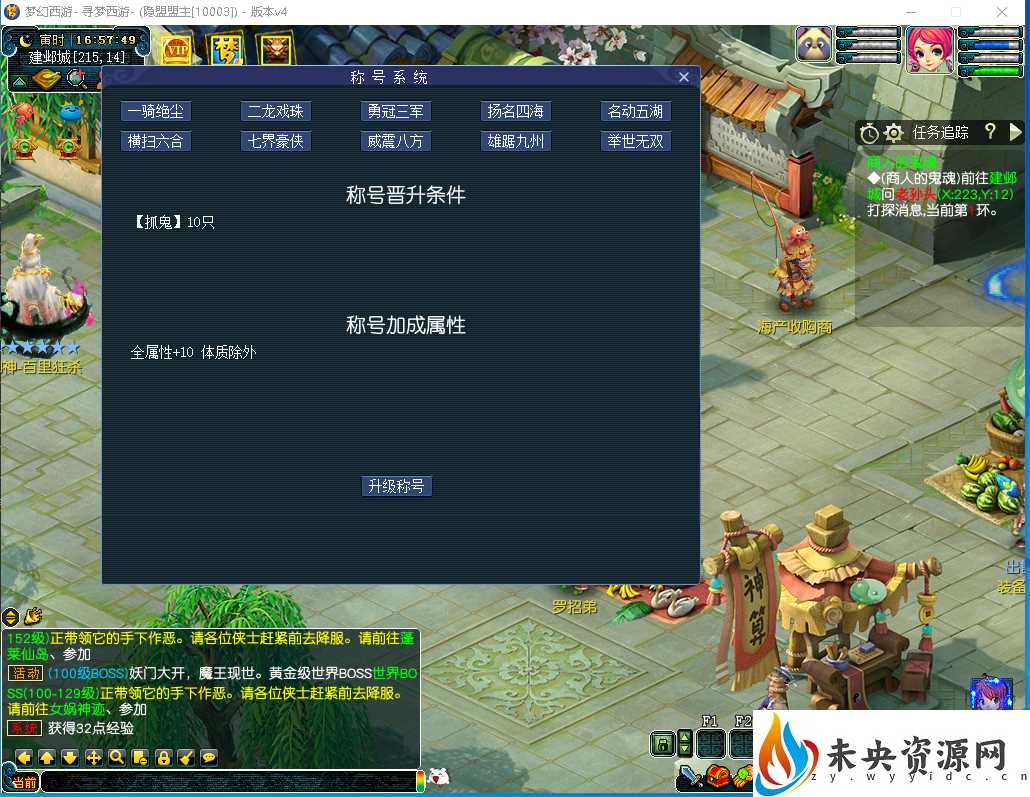 梦幻西游- 寻梦西游- (隐盟盟主[10003]) - 版本v4
寅时 16:57:49
建邺城[215,14]
VIP
梦
称号系统
一骑绝尘 二龙戏珠 勇冠三军 扬名四海 名动五湖
横扫六合 七界豪侠 威震八方 雄踞九州 举世无双
称号晋升条件
【抓鬼】10只
称号加成属性
全属性+10 体质除外
升级称号
任务追踪 ?
商人的鬼魂
◆(商人的鬼魂)前往建邺
城问老孙头(X:223,Y:12)
打探消息,当前第1环。
海产收购商
神-百里狂杀
罗招弟
神算
装备
152级)正带领它的手下作恶。请各位侠士赶紧前去降服。请前往蓬
莱仙岛、参加
活动 (100级BOSS)妖门大开，魔王现世。黄金级世界BOSS世界BO
SS(100-129级)正带领它的手下作恶。请各位侠士赶紧前去降服。
请前往女娲神迹、参加
系统 获得32点经验
当前
F1 F2
未央资源网
zy.wyyidc.cn